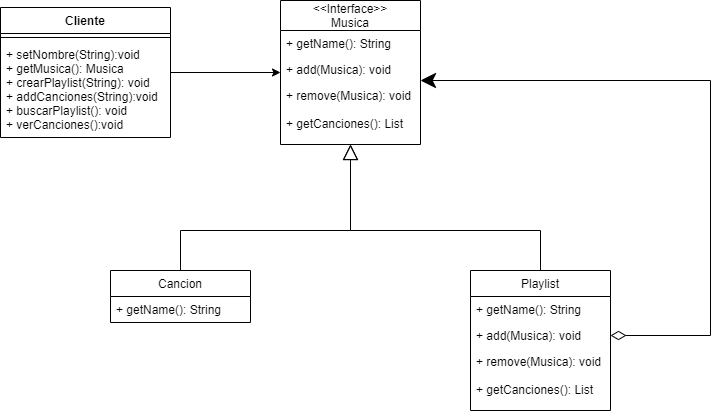 Cliente
+ setNombre(String):void
+ getMusica(): Musica
+ crearPlaylist(String): void
+ addCanciones(String):void
+ buscarPlaylist(): void
+ verCanciones():void
<<Interface>>
Musica
+ getName(): String
+ add(Musica): void
+ remove(Musica): void
+ getCanciones(): List
Cancion
+ getName(): String
Playlist
+ getName(): String
+ add(Musica): void
+ remove(Musica): void
+ getCanciones(): List